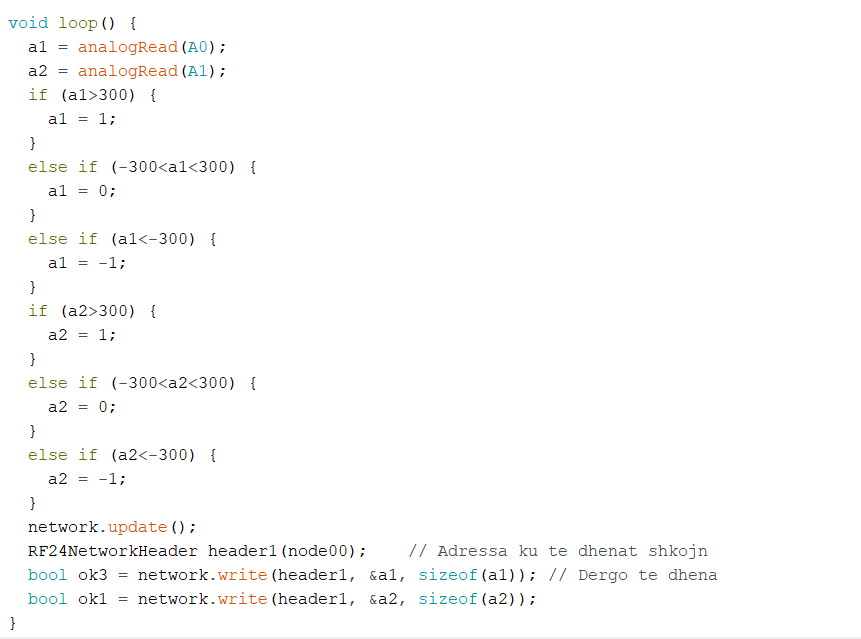 void loop() {
  a1 = analogRead(A0);
  a2 = analogRead(A1);
  if (a1>300) {
    a1 = 1;
  }
  else if (-300<a1<300) {
    a1 = 0;
  }
  else if (a1<-300) {
    a1 = -1;
  }
  if (a2>300) {
    a2 = 1;
  }
  else if (-300<a2<300) {
    a2 = 0;
  }
  else if (a2<-300) {
    a2 = -1;
  }
  network.update();
  RF24NetworkHeader header1(node00);    // Adressa ku te dhenat shkojn
  bool ok3 = network.write(header1, &a1, sizeof(a1)); // Dergo te dhena
  bool ok1 = network.write(header1, &a2, sizeof(a2));
}